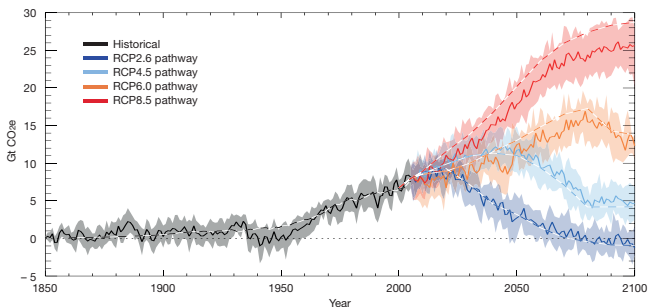 30
25
20
15
10
5
0
−5
Gt CO2e
Historical
RCP2.6 pathway
RCP4.5 pathway
RCP6.0 pathway
RCP8.5 pathway
1850 1900 1950 2000 2050 2100
Year